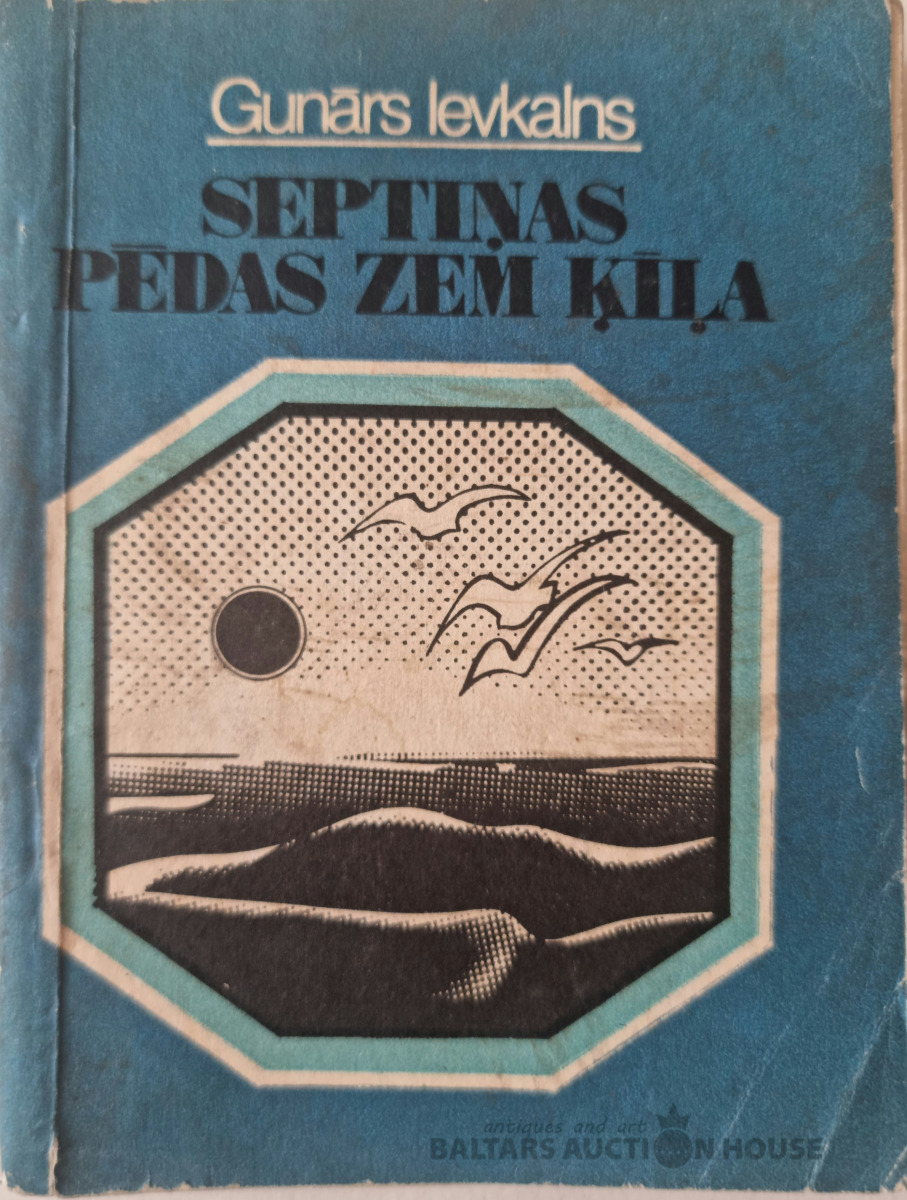 Gunārs Ievkalns
SEPTIŅAS
PĒDAS ZEM ĶĪĻA
antiques and art
BALTARS AUCTION HOUSE